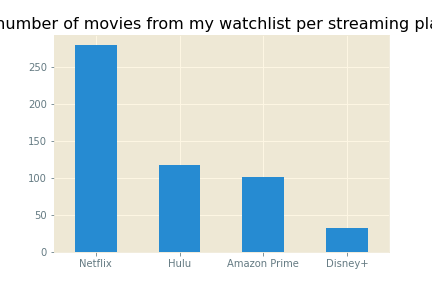 number of movies from my watchlist per streaming pla
250
200
150
100
50
0
Netflix
Hulu
Amazon Prime
Disney+